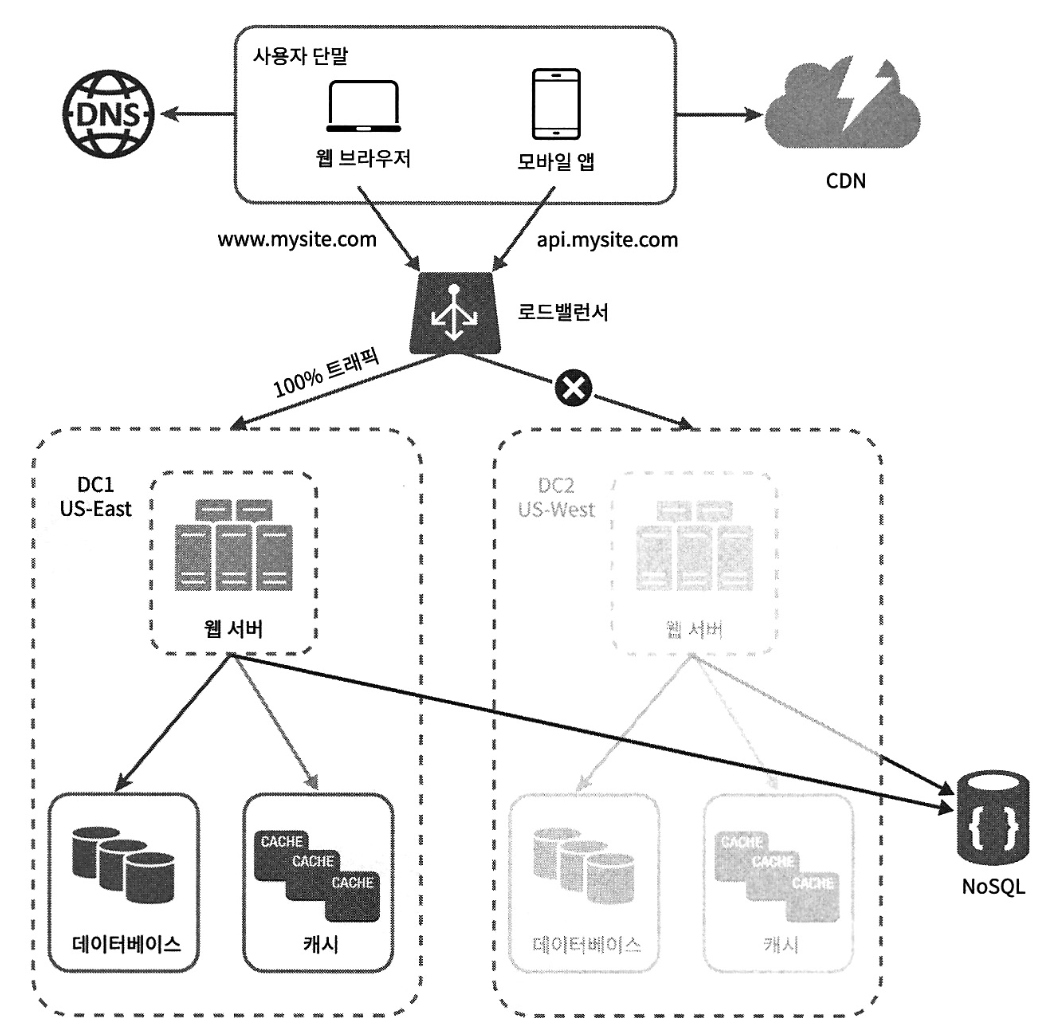 사용자 단말
DNS
웹 브라우저
모바일 앱
CDN
www.mysite.com
api.mysite.com
로드밸런서
100% 트래픽
DC1
US-East
웹 서버
DC2
US-West
웹 서버
CACHE
CACHE
CACHE
데이터베이스
캐시
CACHE
CACHE
CACHE
데이터베이스
캐시
{ }
NoSQL